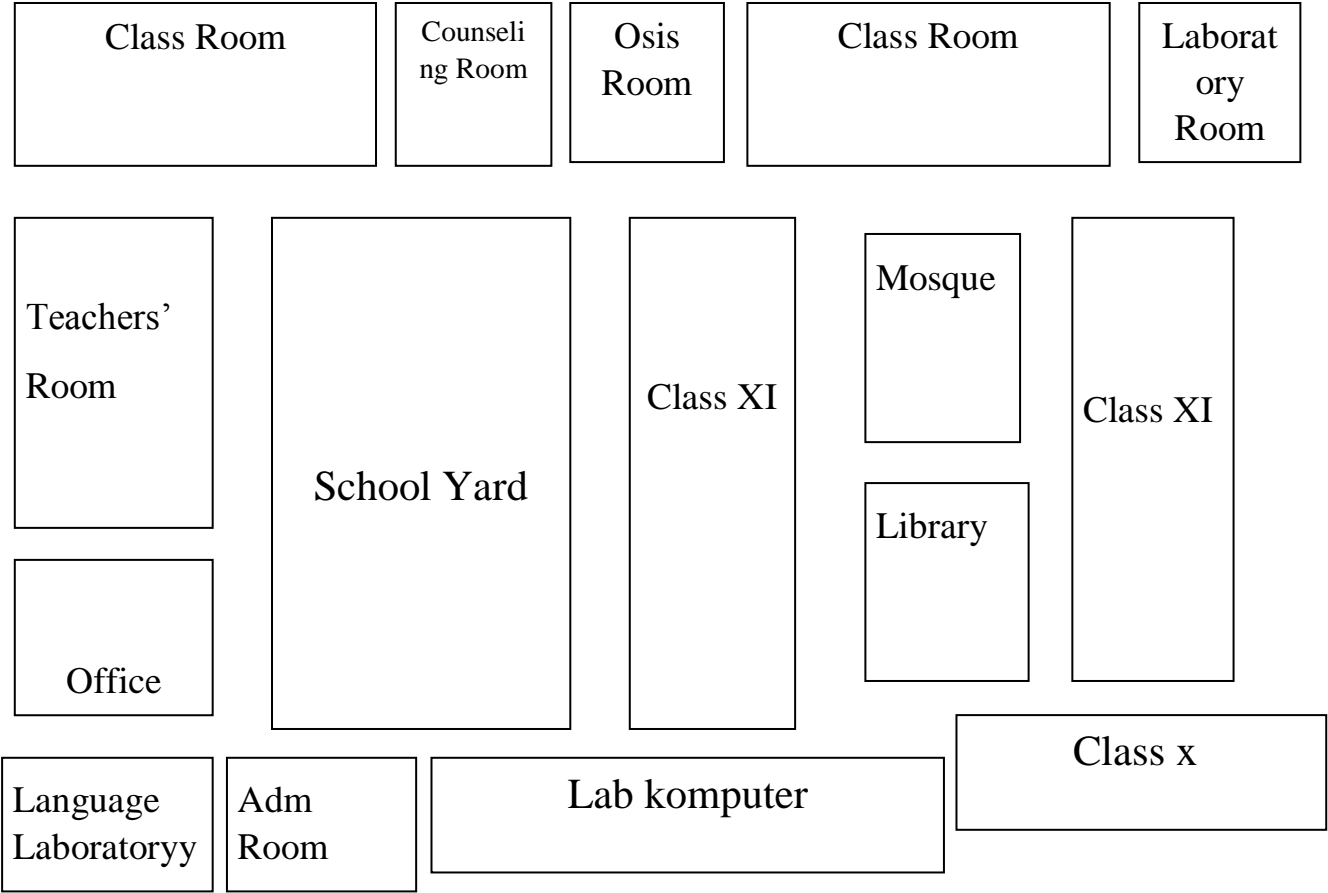 Class Room
Counseli
ng Room
Osis
Room
Class Room
Laborat
ory
Room
Teachers’
Room
School Yard
Class XI
Mosque
Class XI
Library
Office
Language
Laboratoryy
Adm
Room
Lab komputer
Class x